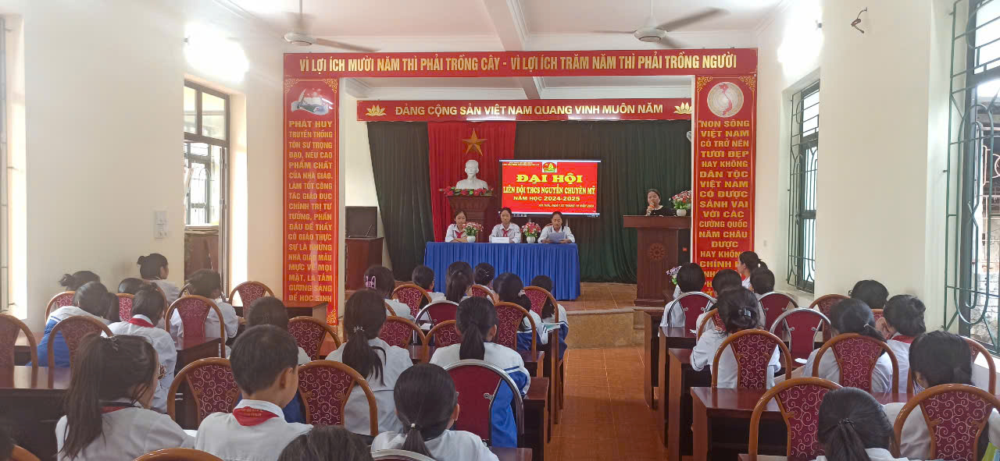 VÌ LỢI ÍCH MƯỜI NĂM THÌ PHẢI TRỒNG CÂY - VÌ LỢI ÍCH TRĂM NĂM THÌ PHẢI TRỒNG NGƯỜI
ĐẢNG CỘNG SẢN VIỆT NAM QUANG VINH MUÔN NĂM
PHÁT HUY
TRUYỀN THỐNG
TÔN SƯ TRỌNG
ĐẠO, NÊU CAO
PHẨM CHẤT
CỦA NHÀ GIÁO.
LÀM TỐT CÔNG
TÁC GIÁO DỤC
CHÍNH TRỊ TƯ
TƯỞNG, PHẤN
ĐẤU ĐỂ THẦY
CÔ GIÁO THỰC
SỰ LÀ NHỮNG
NHÀ GIÁO MẪU
MỰC VỀ MỌI
MẶT, LÀ TẤM
GƯƠNG SÁNG
ĐỂ HỌC SINH
ĐẠI HỘI
LIÊN ĐỘI THCS NGUYỄN CHUYÊN MỸ
NĂM HỌC 2024-2025
"NON SÔNG
VIỆT NAM
CÓ TRỞ NÊN
TƯƠI ĐẸP
HAY KHÔNG
DÂN TỘC
VIỆT NAM
CÓ ĐƯỢC
SÁNH VAI
VỚI CÁC
CƯỜNG QUỐC
NĂM CHÂU
ĐƯỢC
HAY KHÔNG
CHÍNH